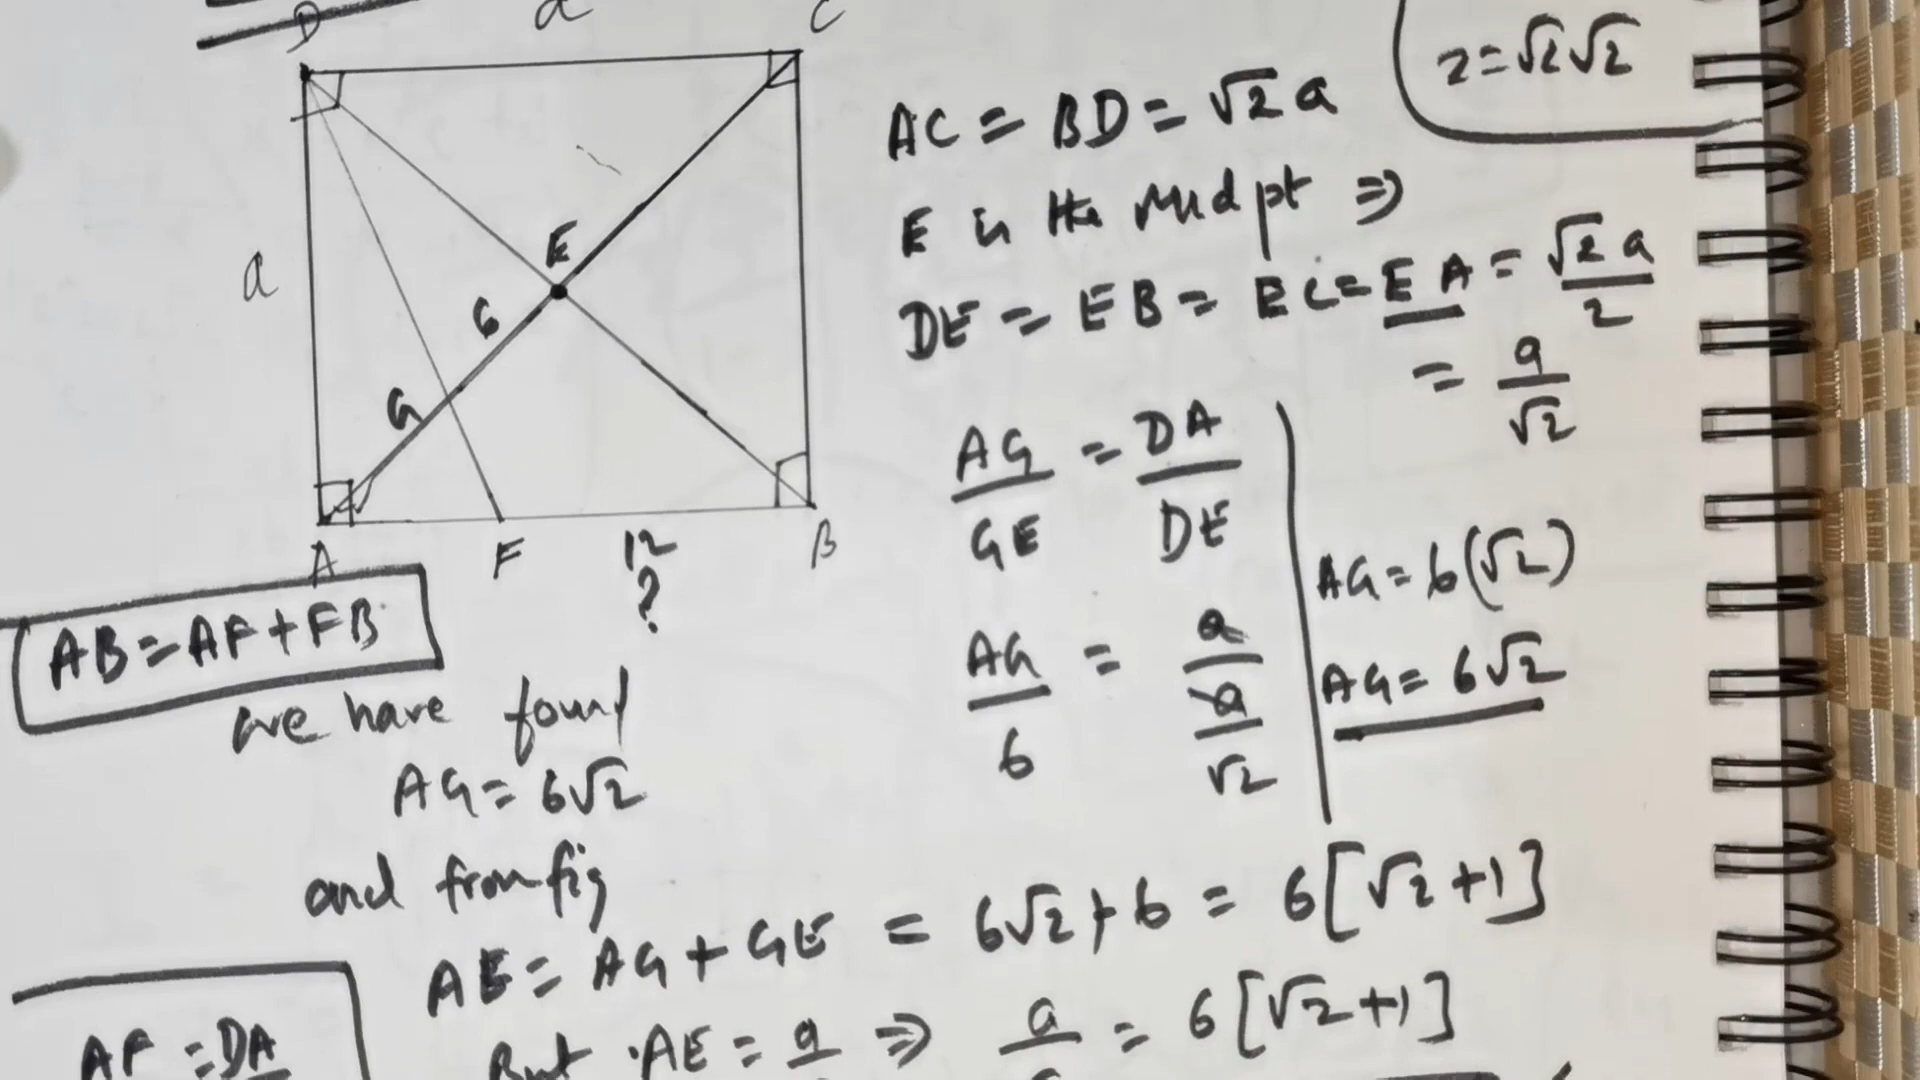 D a C
a
E
6
G
A F 12 B
?
2=√2√2
AC = BD = √2 a
E is the Midpt ⇒
DE = EB = EC = EA = √2 a / 2
= a / √2
AG / GE = DA / DE
AG / 6 = a / a / √2
AG = 6(√2)
AG = 6√2
AB = AF + FB
we have found
AG = 6√2
and from fig
AE = AG + GE = 6√2 + 6 = 6[√2 + 1]
But AE = a ⇒ a = 6[√2 + 1]
AF = DA